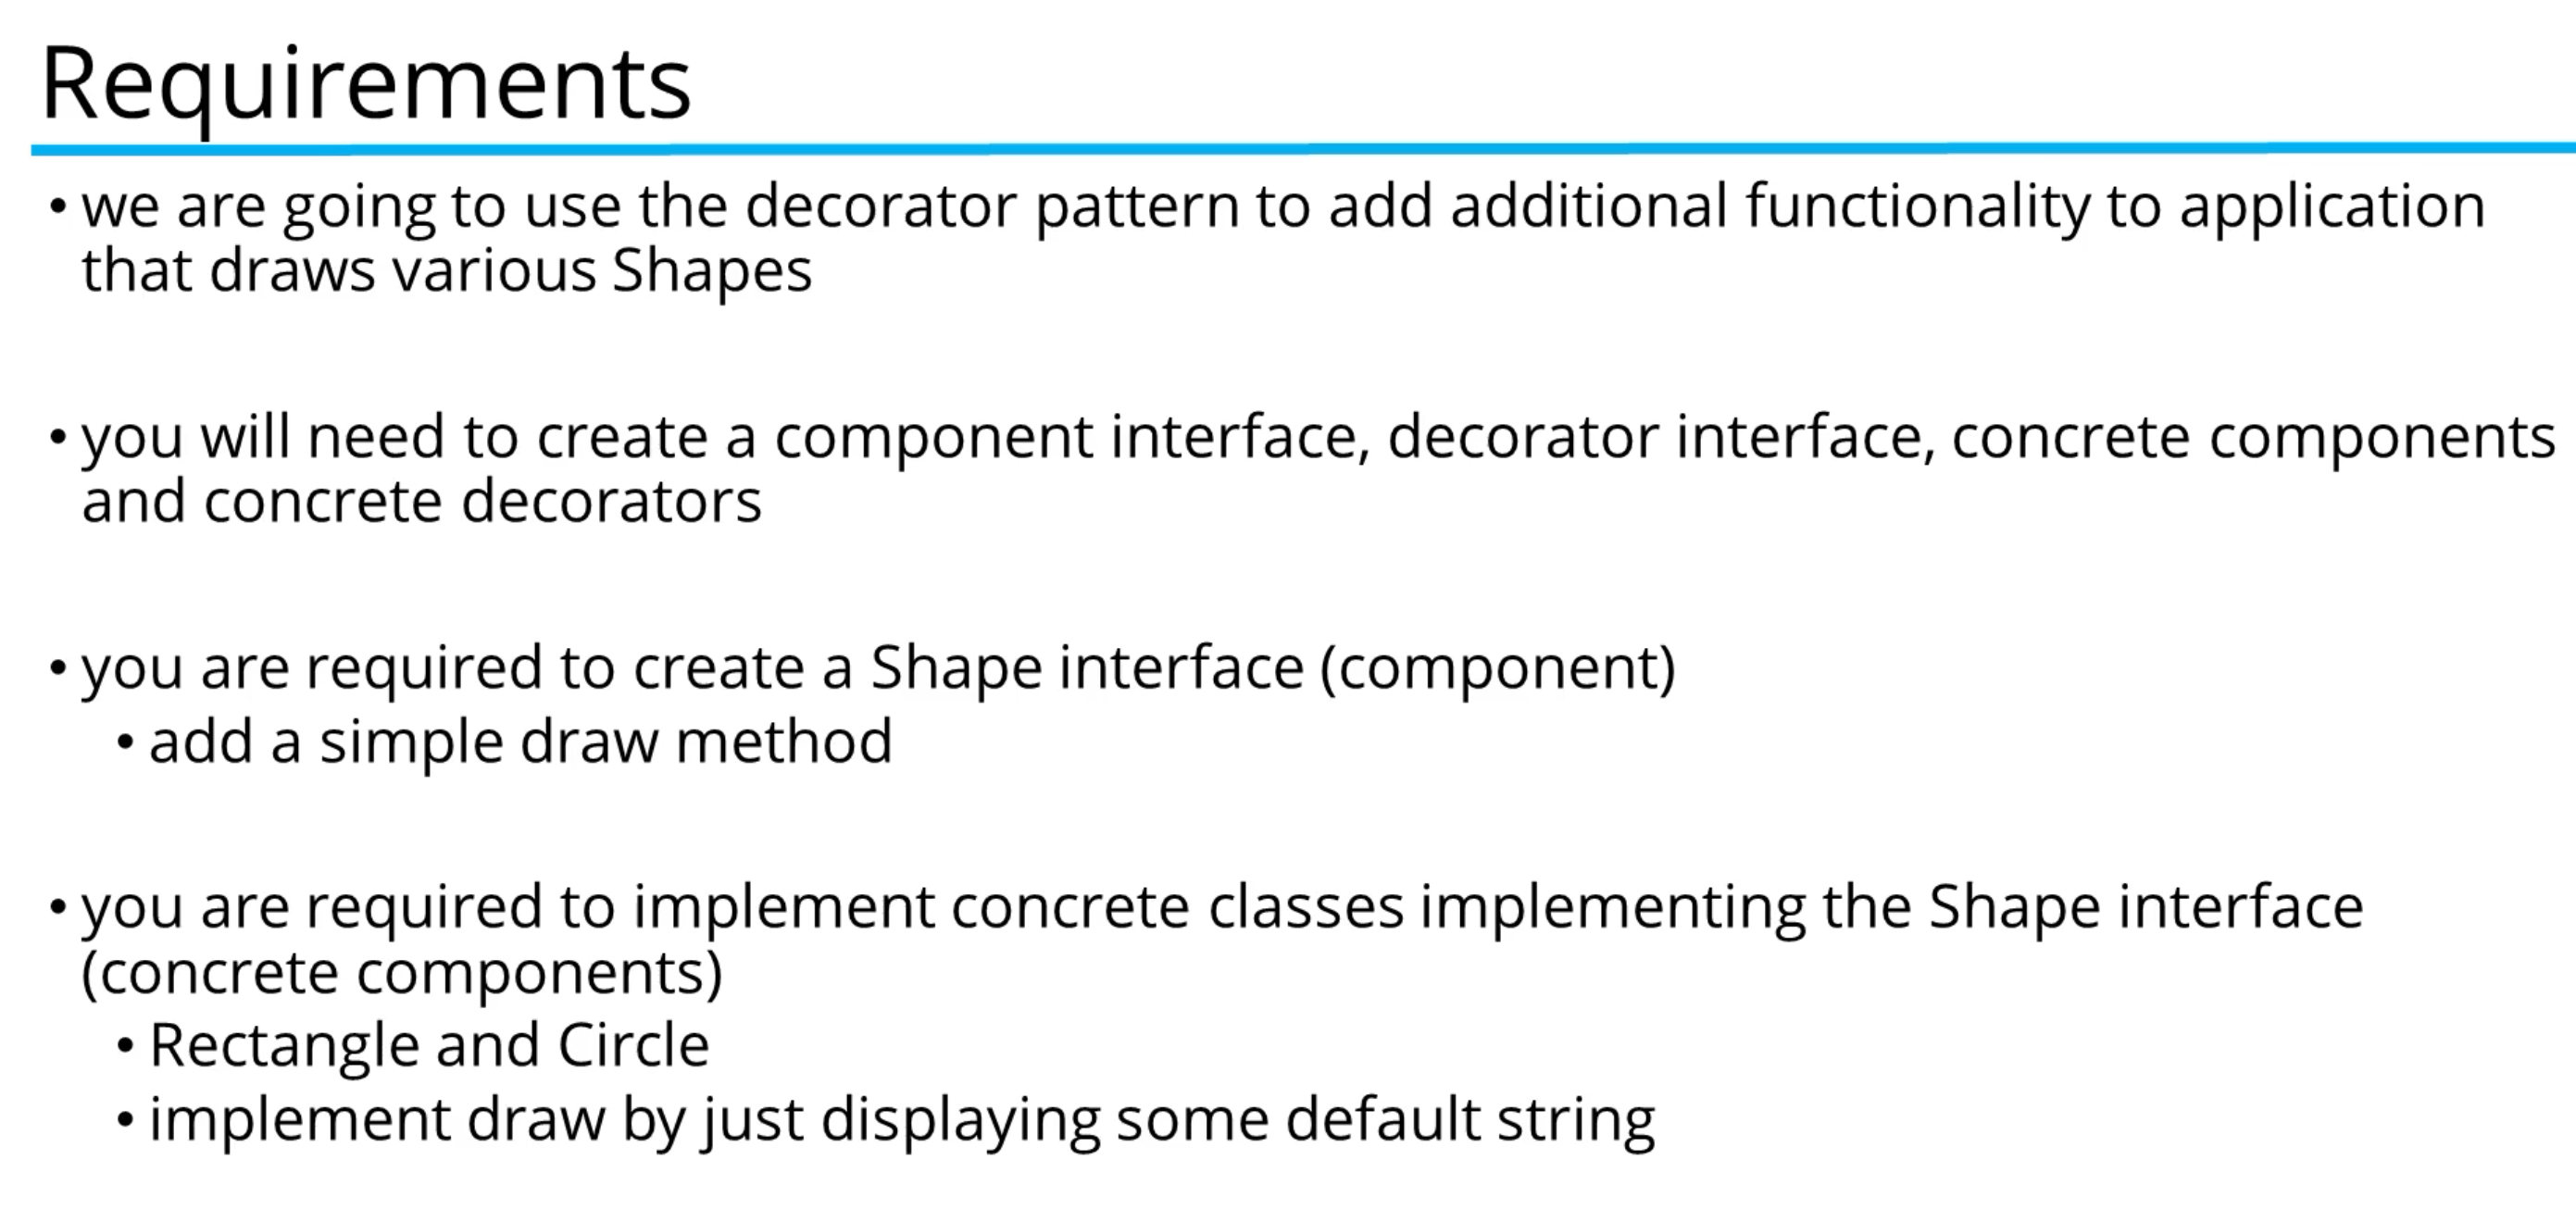 Requirements
• we are going to use the decorator pattern to add additional functionality to application
that draws various Shapes
• you will need to create a component interface, decorator interface, concrete components
and concrete decorators
• you are required to create a Shape interface (component)
• add a simple draw method
• you are required to implement concrete classes implementing the Shape interface
(concrete components)
• Rectangle and Circle
• implement draw by just displaying some default string